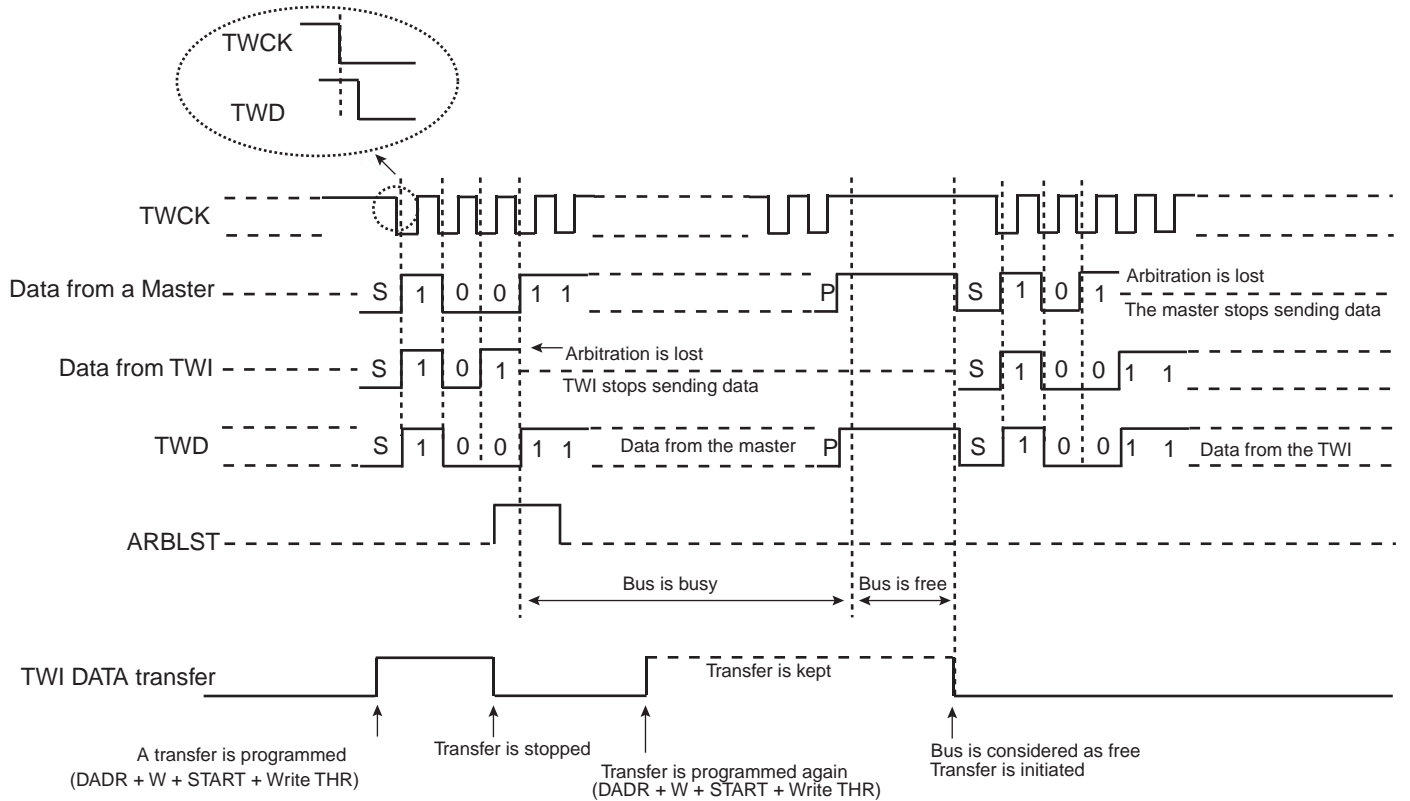 TWCK
TWD
TWCK
Data from a Master S 1 0 0 1 1 P S 1 0 1 Arbitration is lost
The master stops sending data
Data from TWI S 1 0 1 Arbitration is lost S 1 0 0 1 1
TWI stops sending data
TWD S 1 0 0 1 1 Data from the master P S 1 0 0 1 1 Data from the TWI
ARBLST
Bus is busy Bus is free
TWI DATA transfer Transfer is kept
A transfer is programmed
(DADR + W + START + Write THR)
Transfer is stopped
Transfer is programmed again
(DADR + W + START + Write THR)
Bus is considered as free
Transfer is initiated